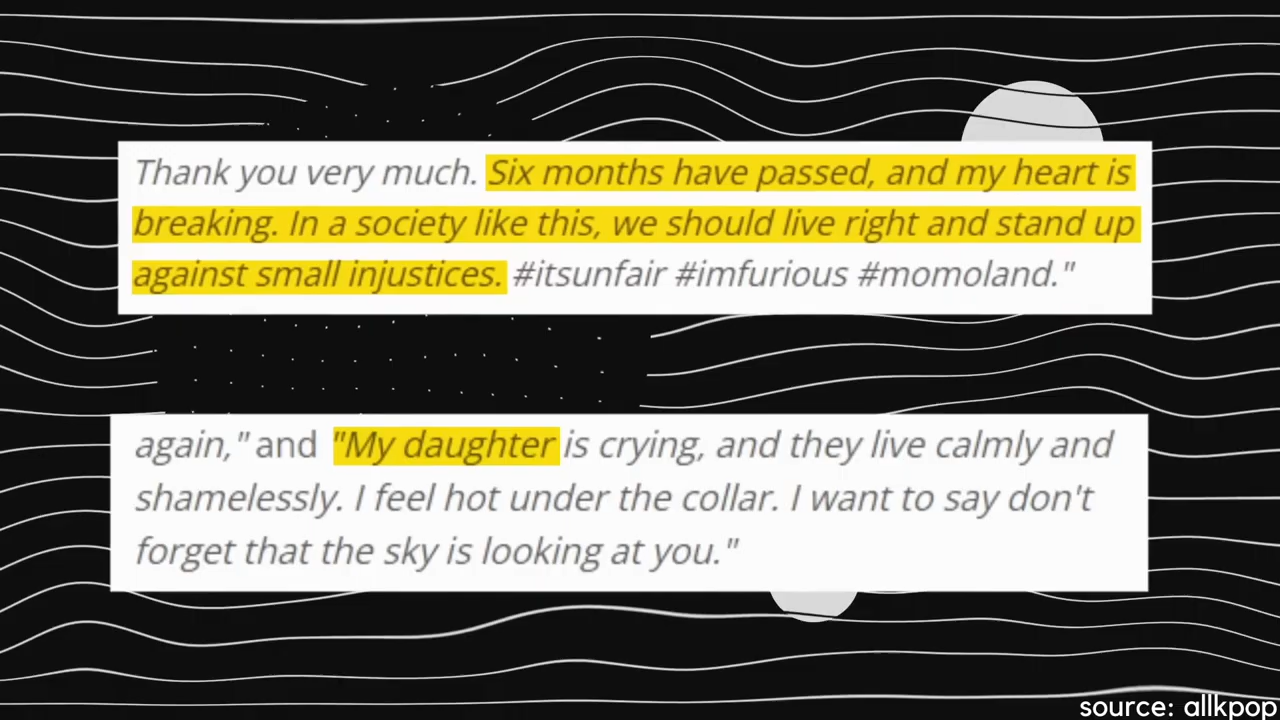 Thank you very much. Six months have passed, and my heart is
breaking. In a society like this, we should live right and stand up
against small injustices. #itsunfair #imfurious #momoland."
again," and "My daughter is crying, and they live calmly and
shamelessly. I feel hot under the collar. I want to say don't
forget that the sky is looking at you."
source: allkpop